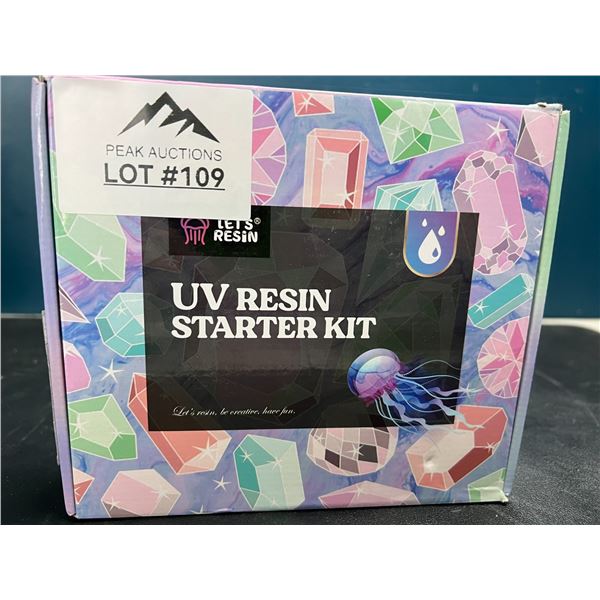 PEAK AUCTIONS
LOT #109
LET'S®
RESIN
UV RESIN
STARTER KIT
Let's resin, be creative, have fun.